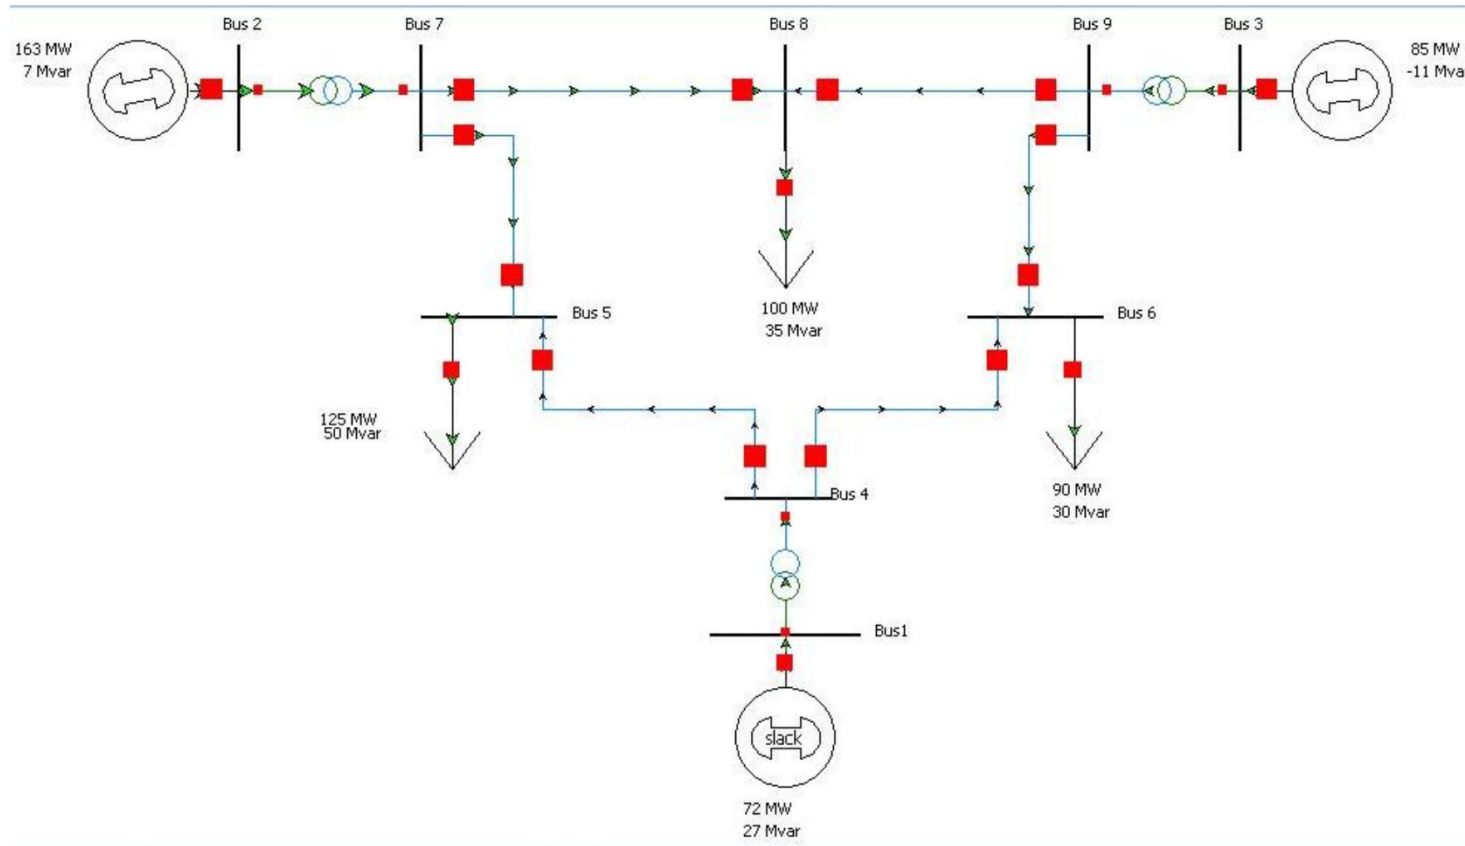 Bus 2
Bus 7
Bus 8
Bus 9
Bus 3
163 MW
7 Mvar
85 MW
-11 Mva
Bus 5
100 MW
35 Mvar
Bus 6
125 MW
50 Mvar
Bus 4
90 MW
30 Mvar
Bus1
slack
72 MW
27 Mvar